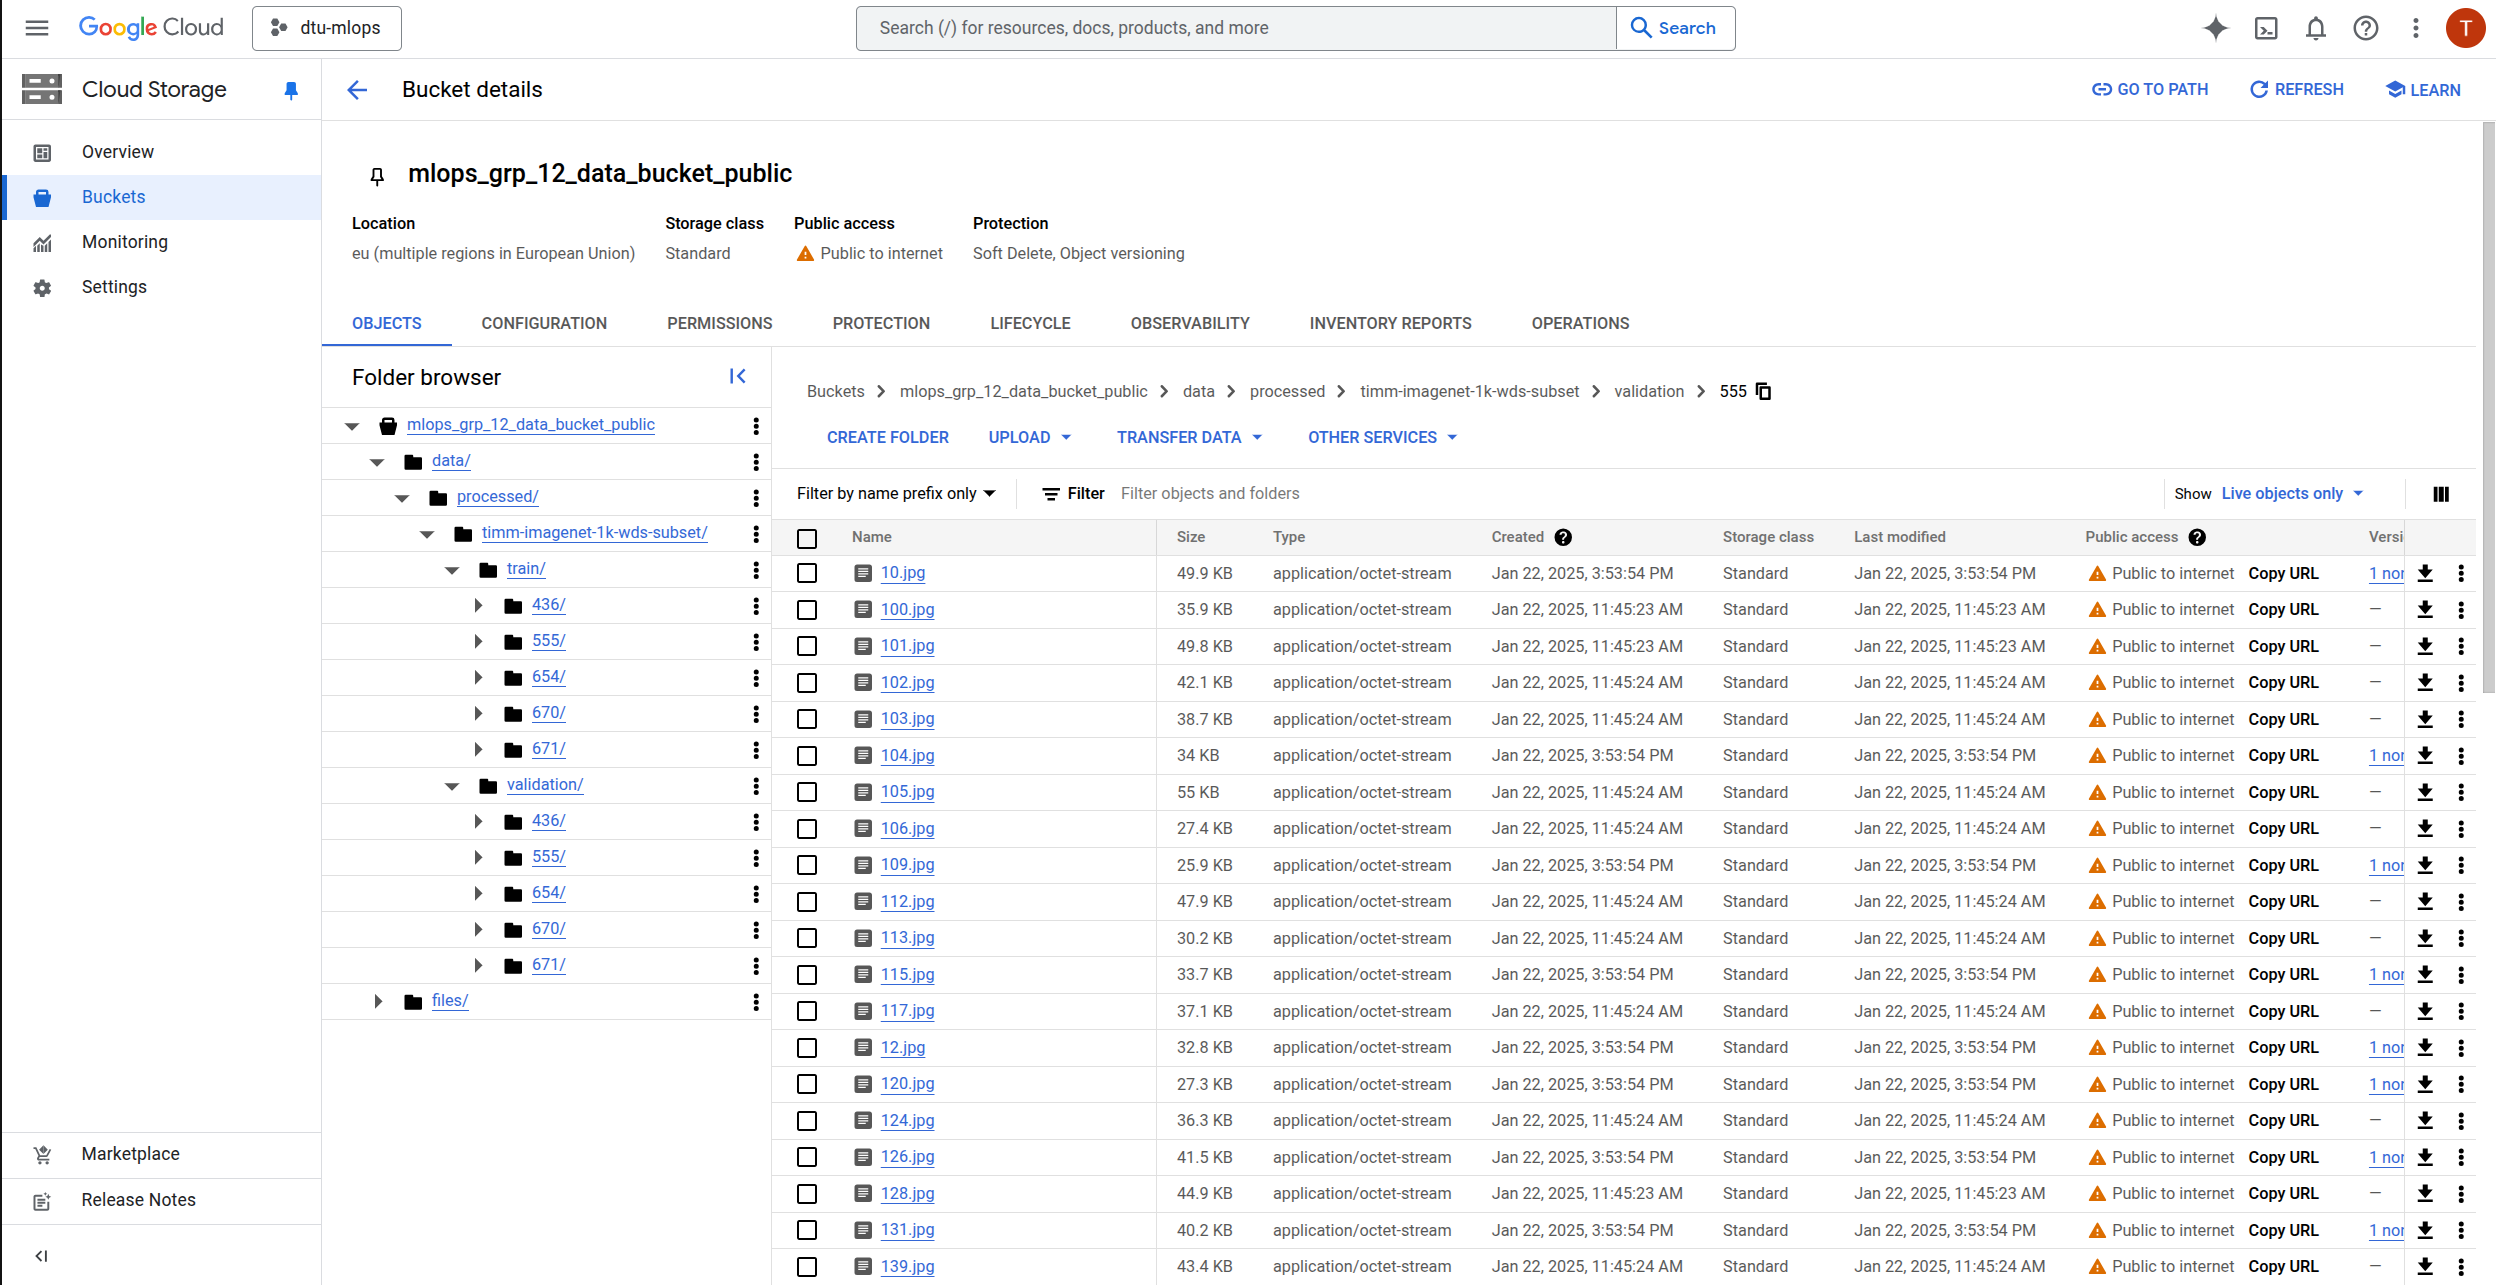 Google Cloud
dtu-mlops
Search (/) for resources, docs, products, and more
Search
T
Cloud Storage
Bucket details
GO TO PATH
REFRESH
LEARN
Overview
Buckets
Monitoring
Settings
Marketplace
Release Notes
mlops_grp_12_data_bucket_public
Location Storage class Public access Protection
eu (multiple regions in European Union) Standard Public to internet Soft Delete, Object versioning
OBJECTS CONFIGURATION PERMISSIONS PROTECTION LIFECYCLE OBSERVABILITY INVENTORY REPORTS OPERATIONS
Folder browser
mlops_grp_12_data_bucket_public
data/
processed/
timm-imagenet-1k-wds-subset/
train/
436/
555/
654/
670/
671/
validation/
436/
555/
654/
670/
671/
files/
Buckets mlops_grp_12_data_bucket_public data processed timm-imagenet-1k-wds-subset validation 555
CREATE FOLDER UPLOAD TRANSFER DATA OTHER SERVICES
Filter by name prefix only Filter Filter objects and folders Show Live objects only
Name Size Type Created Storage class Last modified Public access Versi
10.jpg 49.9 KB application/octet-stream Jan 22, 2025, 3:53:54 PM Standard Jan 22, 2025, 3:53:54 PM Public to internet Copy URL 1 nor
100.jpg 35.9 KB application/octet-stream Jan 22, 2025, 11:45:23 AM Standard Jan 22, 2025, 11:45:23 AM Public to internet Copy URL —
101.jpg 49.8 KB application/octet-stream Jan 22, 2025, 11:45:23 AM Standard Jan 22, 2025, 11:45:23 AM Public to internet Copy URL —
102.jpg 42.1 KB application/octet-stream Jan 22, 2025, 11:45:24 AM Standard Jan 22, 2025, 11:45:24 AM Public to internet Copy URL —
103.jpg 38.7 KB application/octet-stream Jan 22, 2025, 11:45:24 AM Standard Jan 22, 2025, 11:45:24 AM Public to internet Copy URL —
104.jpg 34 KB application/octet-stream Jan 22, 2025, 3:53:54 PM Standard Jan 22, 2025, 3:53:54 PM Public to internet Copy URL 1 nor
105.jpg 55 KB application/octet-stream Jan 22, 2025, 11:45:24 AM Standard Jan 22, 2025, 11:45:24 AM Public to internet Copy URL —
106.jpg 27.4 KB application/octet-stream Jan 22, 2025, 11:45:24 AM Standard Jan 22, 2025, 11:45:24 AM Public to internet Copy URL —
109.jpg 25.9 KB application/octet-stream Jan 22, 2025, 3:53:54 PM Standard Jan 22, 2025, 3:53:54 PM Public to internet Copy URL 1 nor
112.jpg 47.9 KB application/octet-stream Jan 22, 2025, 11:45:24 AM Standard Jan 22, 2025, 11:45:24 AM Public to internet Copy URL —
113.jpg 30.2 KB application/octet-stream Jan 22, 2025, 11:45:24 AM Standard Jan 22, 2025, 11:45:24 AM Public to internet Copy URL —
115.jpg 33.7 KB application/octet-stream Jan 22, 2025, 3:53:54 PM Standard Jan 22, 2025, 3:53:54 PM Public to internet Copy URL 1 nor
117.jpg 37.1 KB application/octet-stream Jan 22, 2025, 11:45:24 AM Standard Jan 22, 2025, 11:45:24 AM Public to internet Copy URL —
12.jpg 32.8 KB application/octet-stream Jan 22, 2025, 3:53:54 PM Standard Jan 22, 2025, 3:53:54 PM Public to internet Copy URL 1 nor
120.jpg 27.3 KB application/octet-stream Jan 22, 2025, 3:53:54 PM Standard Jan 22, 2025, 3:53:54 PM Public to internet Copy URL 1 nor
124.jpg 36.3 KB application/octet-stream Jan 22, 2025, 11:45:24 AM Standard Jan 22, 2025, 11:45:24 AM Public to internet Copy URL —
126.jpg 41.5 KB application/octet-stream Jan 22, 2025, 3:53:54 PM Standard Jan 22, 2025, 3:53:54 PM Public to internet Copy URL 1 nor
128.jpg 44.9 KB application/octet-stream Jan 22, 2025, 11:45:23 AM Standard Jan 22, 2025, 11:45:23 AM Public to internet Copy URL —
131.jpg 40.2 KB application/octet-stream Jan 22, 2025, 3:53:54 PM Standard Jan 22, 2025, 3:53:54 PM Public to internet Copy URL 1 nor
139.jpg 43.4 KB application/octet-stream Jan 22, 2025, 11:45:24 AM Standard Jan 22, 2025, 11:45:24 AM Public to internet Copy URL —